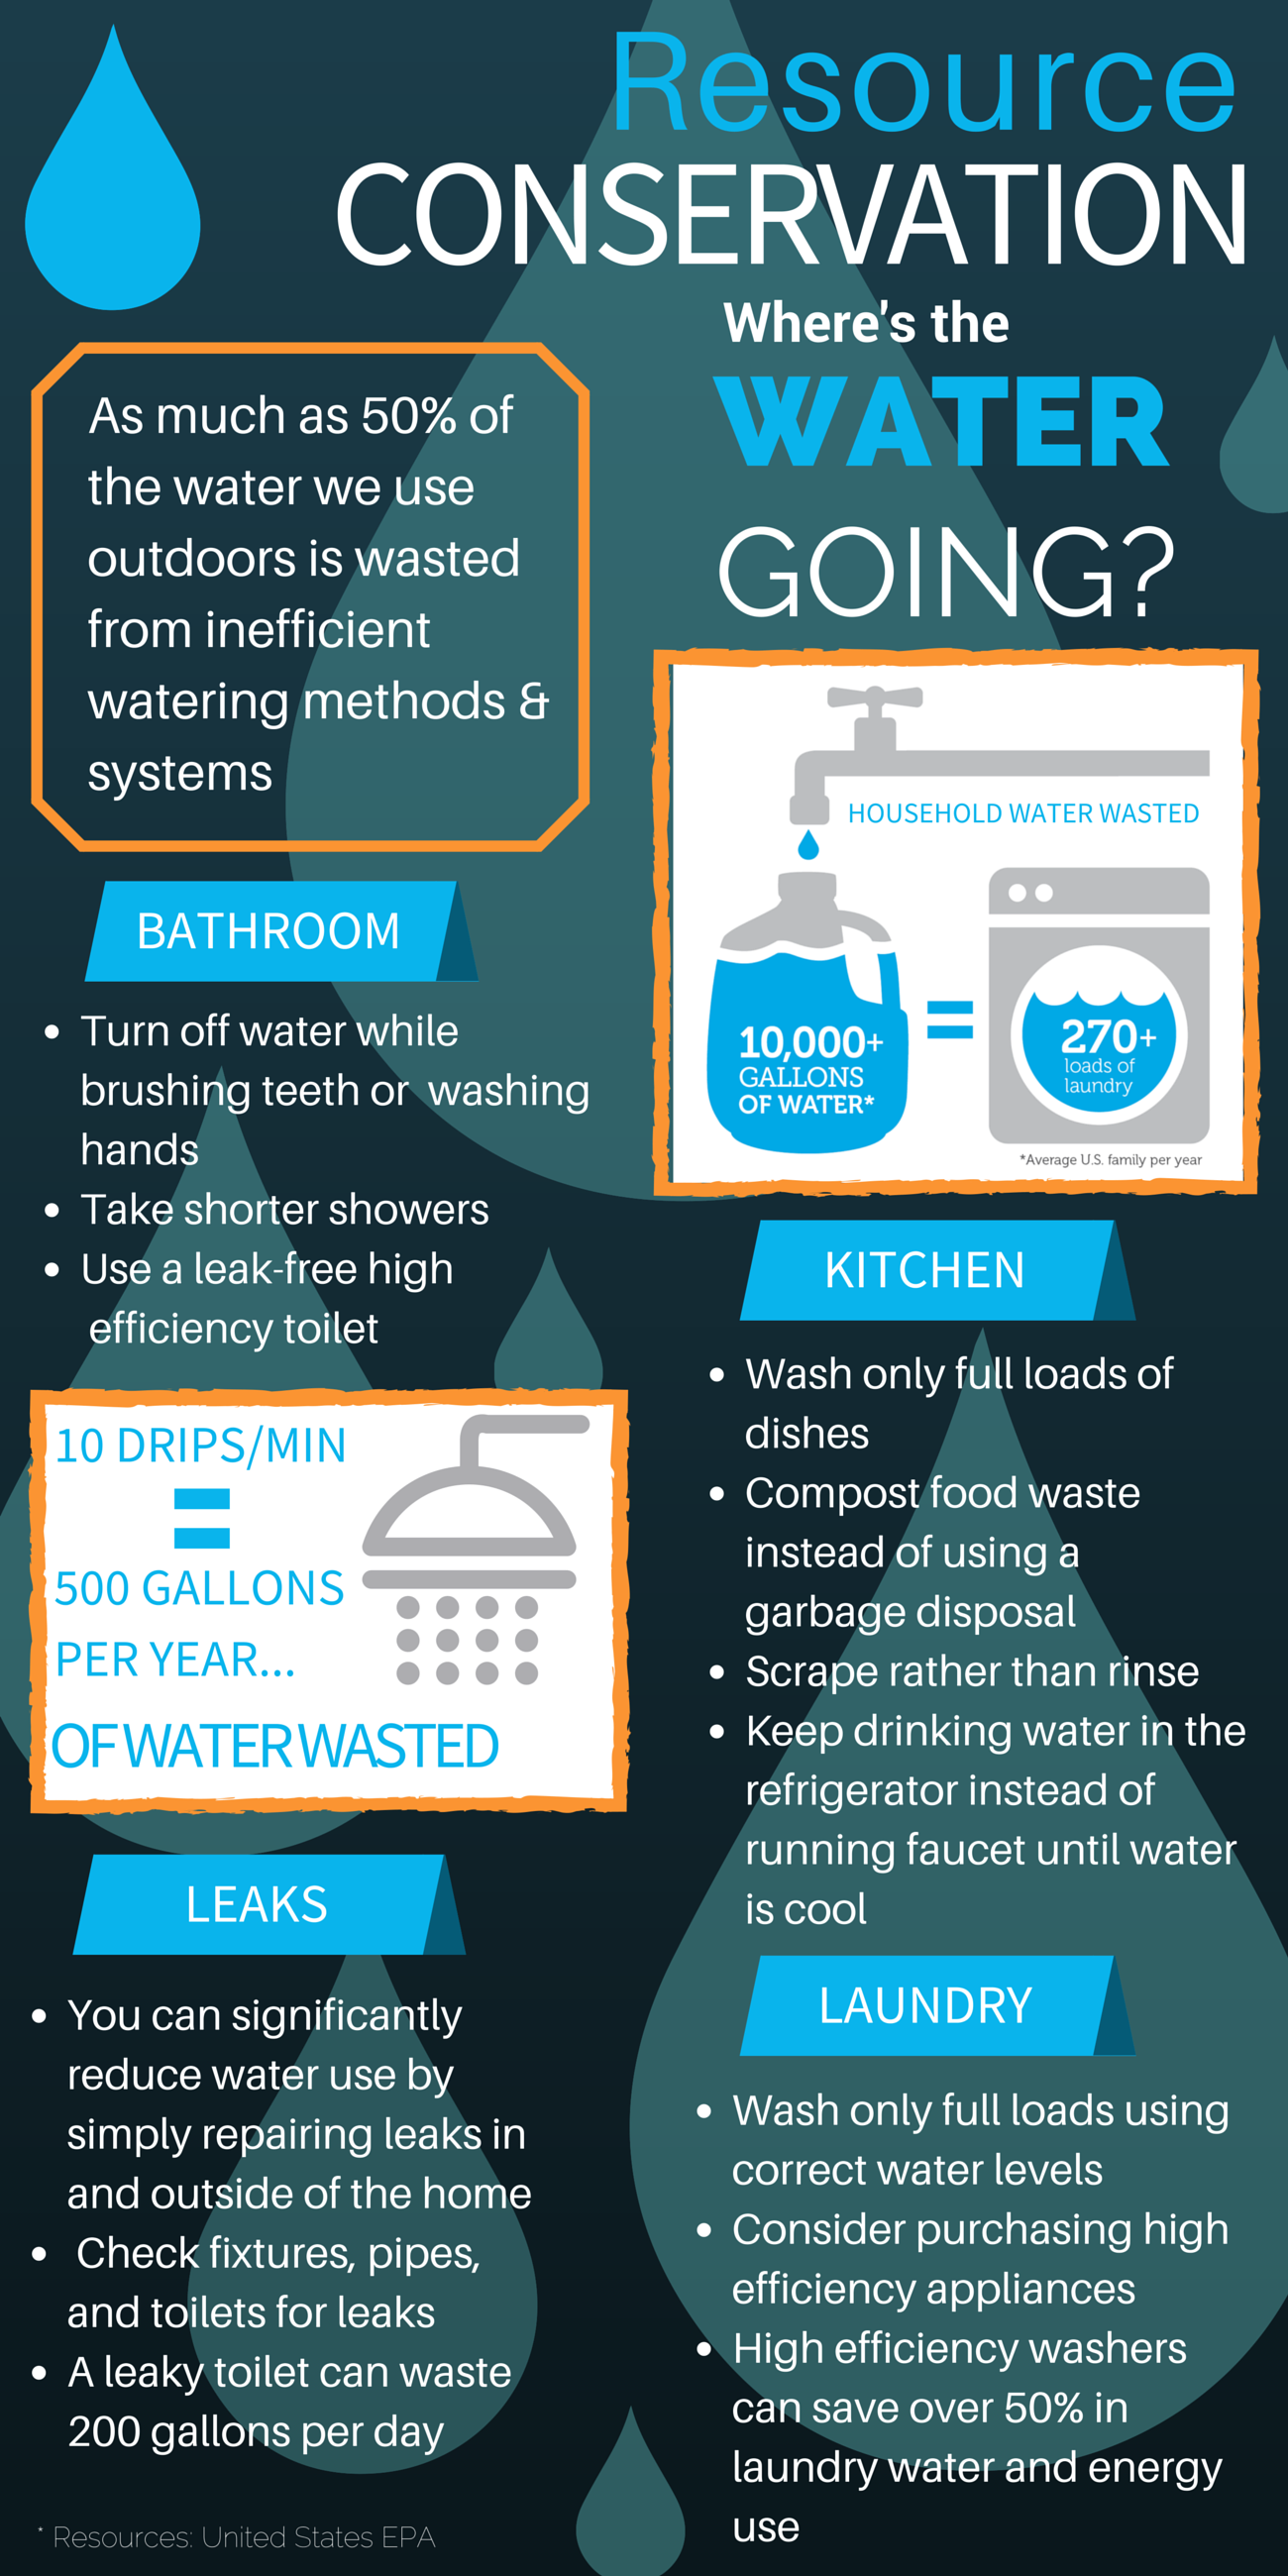 Resource
CONSERVATION
Where's the
WATER
GOING?
As much as 50% of
the water we use
outdoors is wasted
from inefficient
watering methods &
systems
HOUSEHOLD WATER WASTED
10,000+
GALLONS
OF WATER*
=
270+
loads of
laundry
*Average U.S. family per year
BATHROOM
• Turn off water while
brushing teeth or washing
hands
• Take shorter showers
• Use a leak-free high
efficiency toilet
10 DRIPS/MIN
=
500 GALLONS
PER YEAR...
OF WATER WASTED
LEAKS
• You can significantly
reduce water use by
simply repairing leaks in
and outside of the home
• Check fixtures, pipes,
and toilets for leaks
• A leaky toilet can waste
200 gallons per day
KITCHEN
• Wash only full loads of
dishes
• Compost food waste
instead of using a
garbage disposal
• Scrape rather than rinse
• Keep drinking water in the
refrigerator instead of
running faucet until water
is cool
LAUNDRY
• Wash only full loads using
correct water levels
• Consider purchasing high
efficiency appliances
• High efficiency washers
can save over 50% in
laundry water and energy
use
* Resources: United States EPA